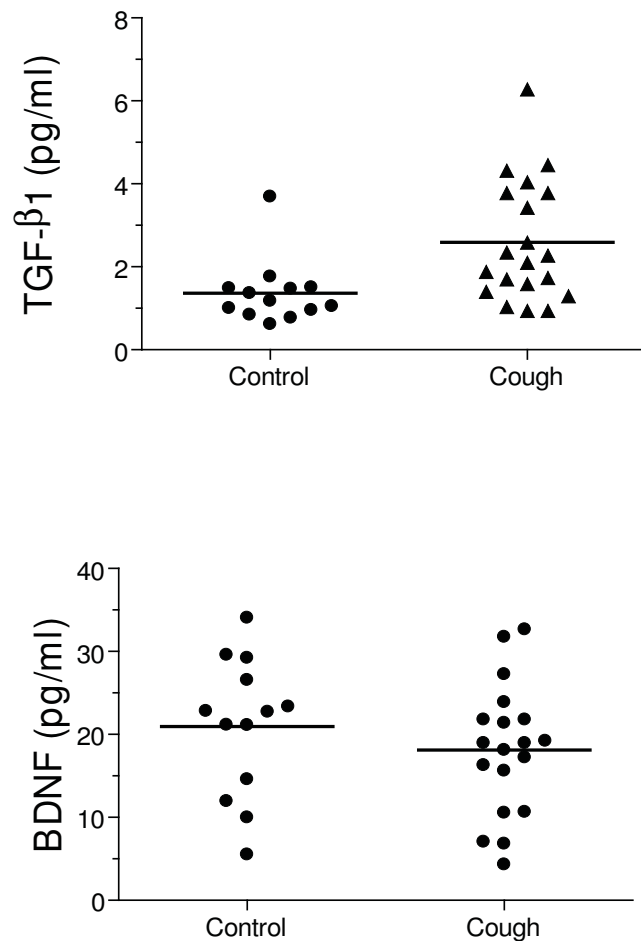 TGF-β1 (pg/ml)
8
6
4
2
0
Control Cough
BDNF (pg/ml)
40
30
20
10
0
Control Cough